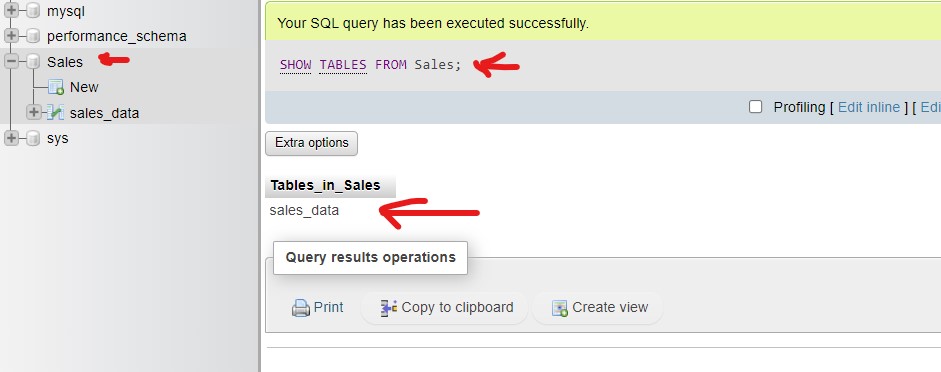 mysql
performance_schema
Sales
New
sales_data
sys
Your SQL query has been executed successfully.
SHOW TABLES FROM Sales;
Profiling [ Edit inline ] [ Edi
Extra options
Tables_in_Sales
sales_data
Query results operations
Print
Copy to clipboard
Create view